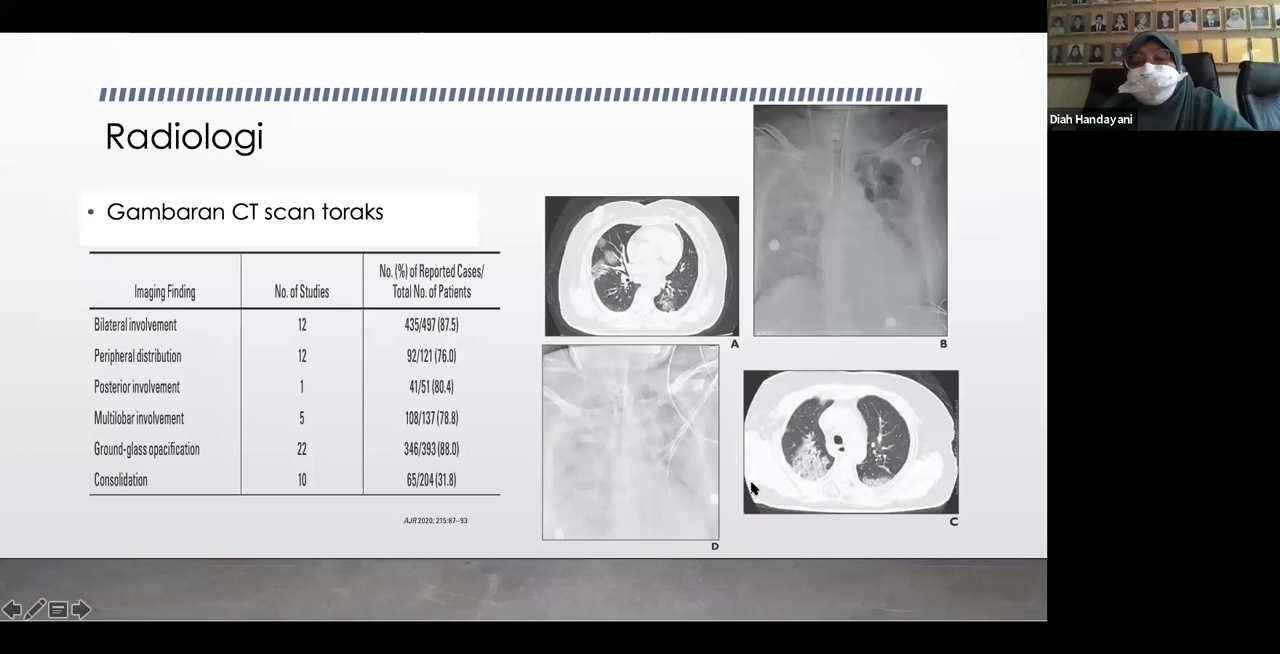 Radiologi
• Gambaran CT scan toraks
Imaging Finding No. of Studies No. (%) of Reported Cases/ Total No. of Patients
Bilateral involvement 12 435/497 (87.5)
Peripheral distribution 12 92/121 (76.0)
Posterior involvement 1 41/51 (80.4)
Multilobar involvement 5 108/137 (78.8)
Ground-glass opacification 22 346/393 (88.0)
Consolidation 10 65/204 (31.8)
AJR 2020; 215:87–93
A
B
C
D
Diah Handayani